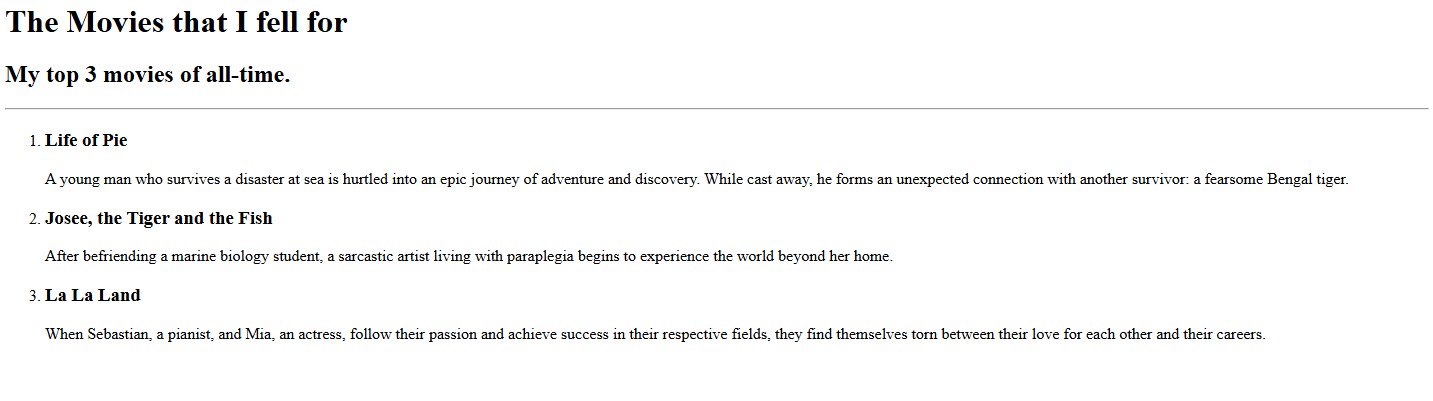 The Movies that I fell for
My top 3 movies of all-time.
1. Life of Pie
A young man who survives a disaster at sea is hurtled into an epic journey of adventure and discovery. While cast away, he forms an unexpected connection with another survivor: a fearsome Bengal tiger.
2. Josee, the Tiger and the Fish
After befriending a marine biology student, a sarcastic artist living with paraplegia begins to experience the world beyond her home.
3. La La Land
When Sebastian, a pianist, and Mia, an actress, follow their passion and achieve success in their respective fields, they find themselves torn between their love for each other and their careers.